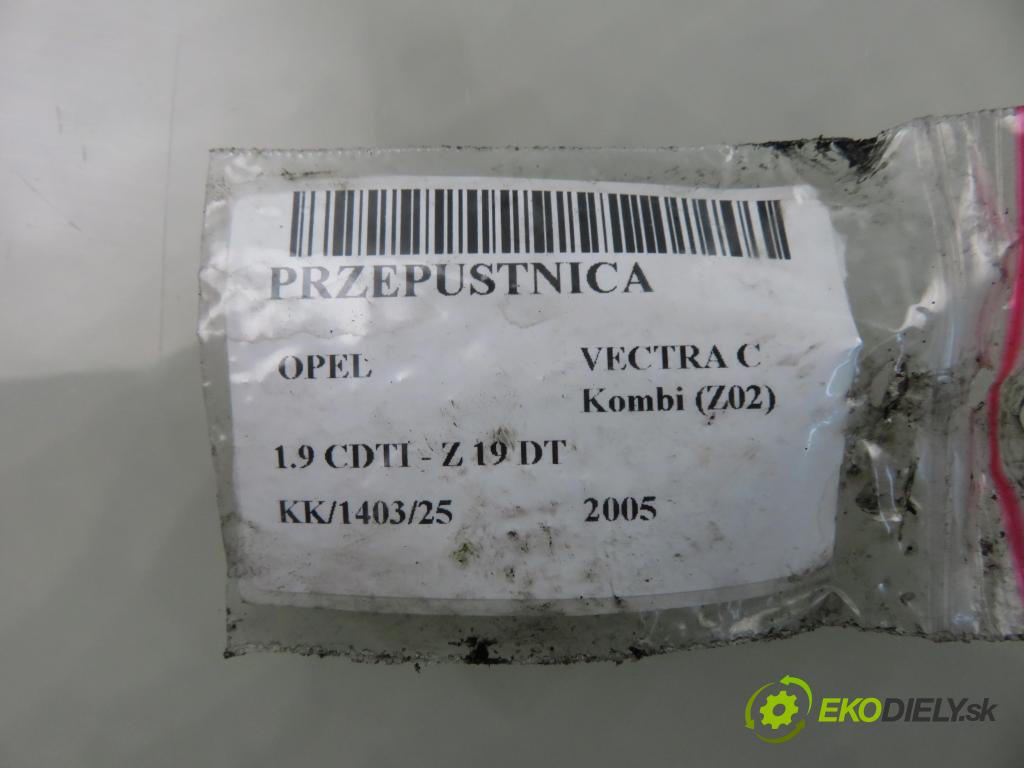 PRZEPUSTNICA
OPEL VECTRA C
Kombi (Z02)
1.9 CDTI - Z 19 DT
KK/1403/25 2005
EKODIELY.sk